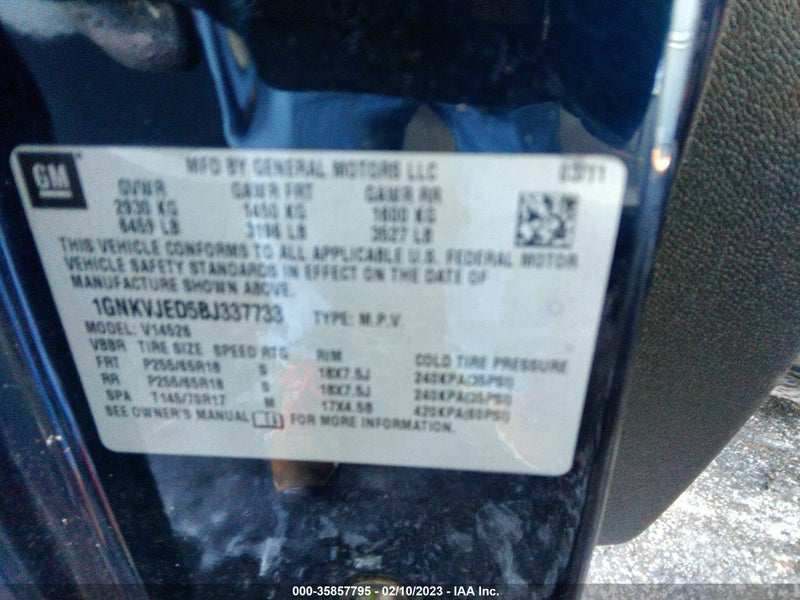 GM
MFD BY GENERAL MOTORS LLC 03/11
GVWR GAWR FRT GAWR RR
2930 KG 1450 KG 1600 KG
6459 LB 3196 LB 3527 LB
THIS VEHICLE CONFORMS TO ALL APPLICABLE U.S. FEDERAL MOTOR
VEHICLE SAFETY STANDARDS IN EFFECT ON THE DATE OF
MANUFACTURE SHOWN ABOVE.
1GNKVJED5BJ337733 TYPE: M.P.V.
MODEL: V14526
TIRE SIZE SPEED RTG RIM COLD TIRE PRESSURE
FRT P255/65R18 S 18X7.5J 240KPA(35PSI)
RR P255/65R18 S 18X7.5J 240KPA(35PSI)
SPA T145/70R17 M 17X4.5B 420KPA(60PSI)
SEE OWNER'S MANUAL FOR MORE INFORMATION.
000-35857795 - 02/10/2023 - IAA Inc.